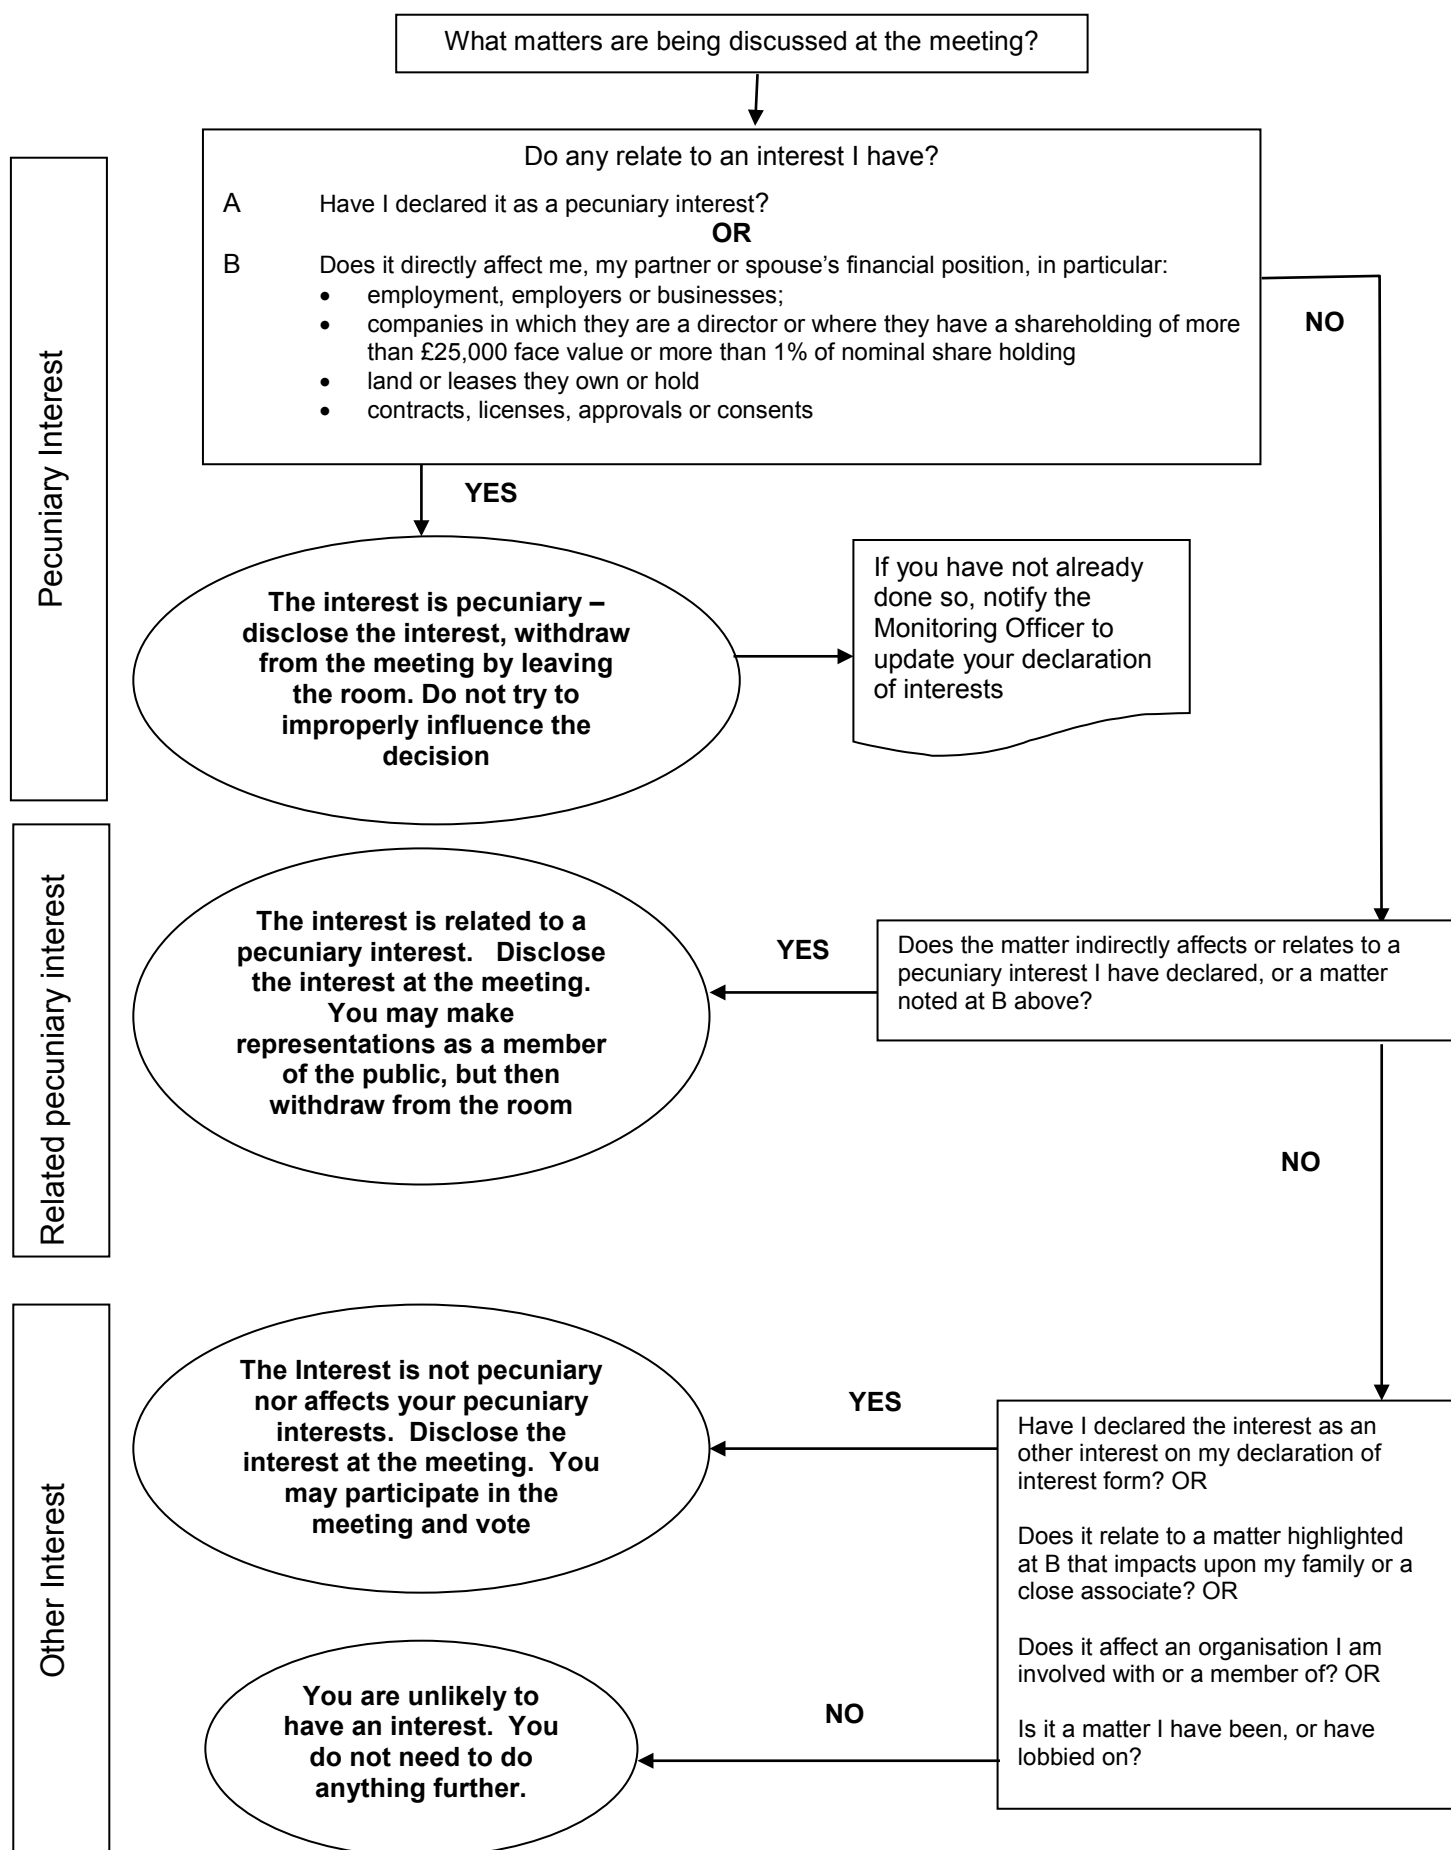 What matters are being discussed at the meeting?
Pecuniary Interest
Do any relate to an interest I have?
A Have I declared it as a pecuniary interest?
OR
B Does it directly affect me, my partner or spouse's financial position, in particular:
• employment, employers or businesses;
• companies in which they are a director or where they have a shareholding of more
than £25,000 face value or more than 1% of nominal share holding
• land or leases they own or hold
• contracts, licenses, approvals or consents
NO
YES
The interest is pecuniary –
disclose the interest, withdraw
from the meeting by leaving
the room. Do not try to
improperly influence the
decision
If you have not already
done so, notify the
Monitoring Officer to
update your declaration
of interests
Related pecuniary interest
The interest is related to a
pecuniary interest. Disclose
the interest at the meeting.
You may make
representations as a member
of the public, but then
withdraw from the room
YES
Does the matter indirectly affects or relates to a
pecuniary interest I have declared, or a matter
noted at B above?
NO
Other Interest
The Interest is not pecuniary
nor affects your pecuniary
interests. Disclose the
interest at the meeting. You
may participate in the
meeting and vote
YES
Have I declared the interest as an
other interest on my declaration of
interest form? OR
Does it relate to a matter highlighted
at B that impacts upon my family or a
close associate? OR
Does it affect an organisation I am
involved with or a member of? OR
Is it a matter I have been, or have
lobbied on?
NO
You are unlikely to
have an interest. You
do not need to do
anything further.